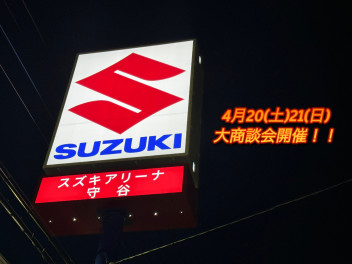 SUZUKI
スズキアリーナ
守谷
4月20(土)21(日)
大商談会開催！！